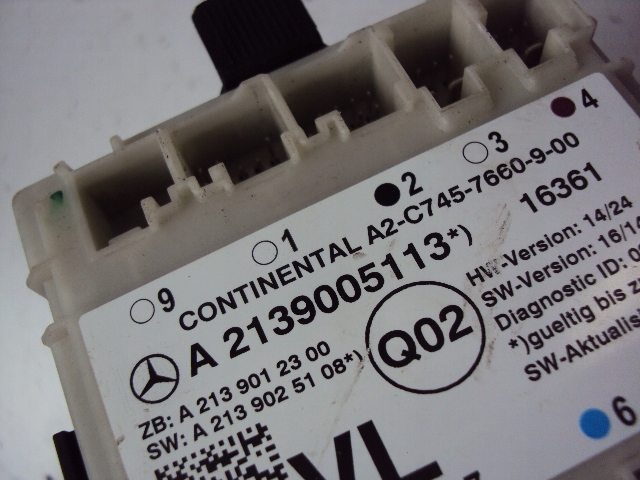 9 1 2 3 4
CONTINENTAL A2-C745-7660-9-00
A 2139005113*) 16361
ZB: A 213 901 23 00
SW: A 213 902 51 08*)
Q02
HW-Version: 14/24
SW-Version: 16/14
Diagnostic ID:
*)gueltig bis
SW-Aktualis
VL
6